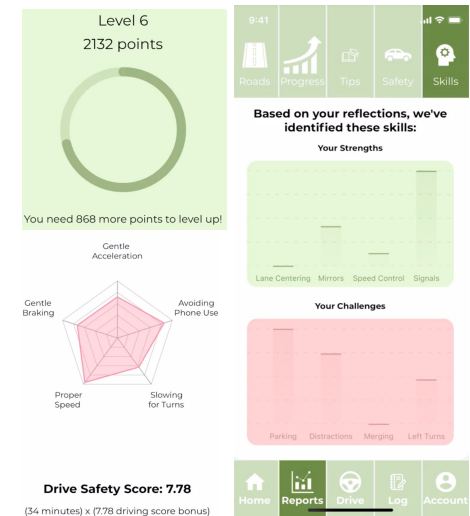 Level 6
2132 points
You need 868 more points to level up!
Gentle
Acceleration
Gentle
Braking
Avoiding
Phone Use
Proper
Speed
Slowing
for Turns
Drive Safety Score: 7.78
(34 minutes) x (7.78 driving score bonus)
9:41
Roads
Progress
Tips
Safety
Skills
Based on your reflections, we've
identified these skills:
Your Strengths
Lane Centering
Mirrors
Speed Control
Signals
Your Challenges
Parking
Distractions
Merging
Left Turns
Home
Reports
Drive
Log
Account